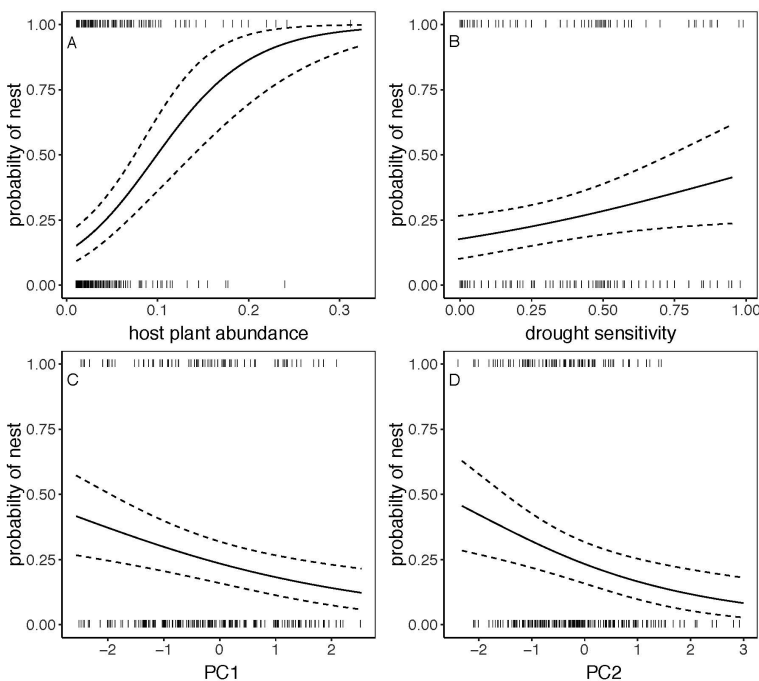 A
probabilty of nest
1.00
0.75
0.50
0.25
0.00
0.0 0.1 0.2 0.3
host plant abundance
B
probabilty of nest
1.00
0.75
0.50
0.25
0.00
0.00 0.25 0.50 0.75 1.00
drought sensitivity
C
probabilty of nest
1.00
0.75
0.50
0.25
0.00
−2 −1 0 1 2
PC1
D
probabilty of nest
1.00
0.75
0.50
0.25
0.00
−2 −1 0 1 2 3
PC2